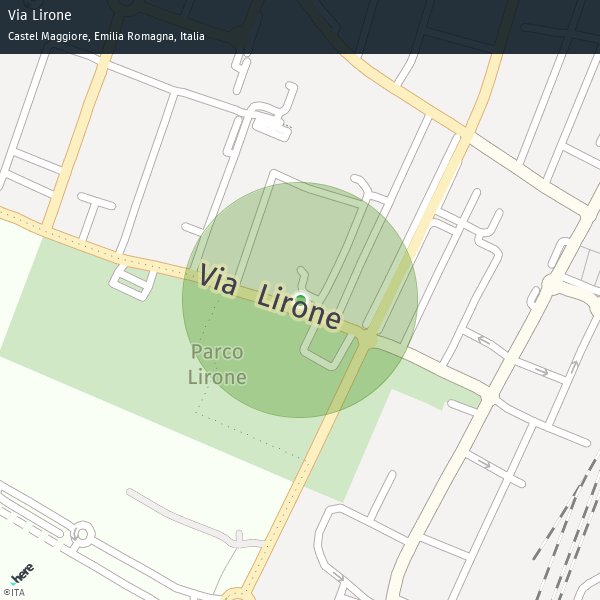 Via Lirone
Castel Maggiore, Emilia Romagna, Italia
Via Lirone
Parco
Lirone
here
©ITA